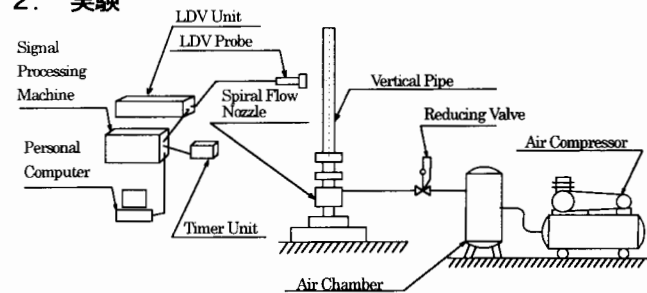 2. 実験
LDV Unit
LDV Probe
Signal
Processing
Machine
Spiral Flow
Nozzle
Vertical Pipe
Reducing Valve
Air Compressor
Personal
Computer
Timer Unit
Air Chamber